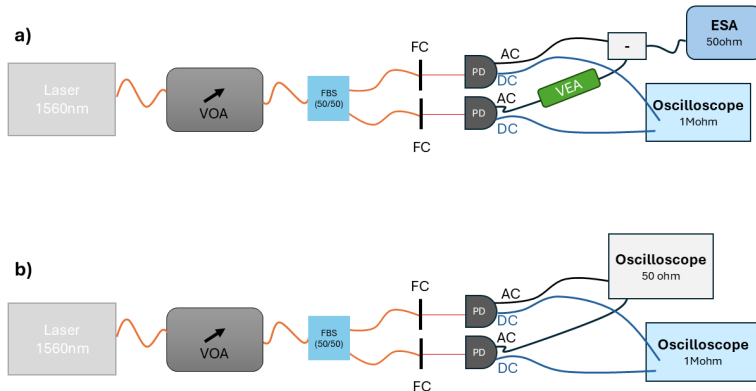 a)
Laser
1560nm
VOA
FBS
(50/50)
FC
FC
PD
AC
DC
PD
AC
DC
VEA
-
ESA
50ohm
Oscilloscope
1Mohm
b)
Laser
1560nm
VOA
FBS
(50/50)
FC
FC
PD
AC
DC
PD
AC
DC
Oscilloscope
50 ohm
Oscilloscope
1Mohm